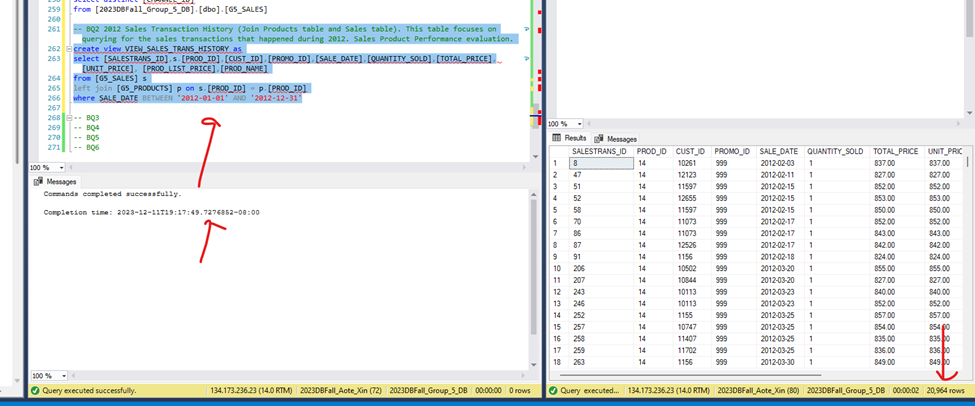 258 select distinct [CHANNEL_ID]
259 from [2023DBFall_Group_5_DB].[dbo].[G5_SALES]
260
261 -- BQ2 2012 Sales Transaction History (Join Products table and Sales table). This table focuses on
querying for the sales transactions that happened during 2012. Sales Product Performance evaluation.
262 create view VIEW_SALES_TRANS_HISTORY as
263 select [SALESTRANS_ID],s.[PROD_ID],[CUST_ID],[PROMO_ID],[SALE_DATE],[QUANTITY_SOLD],[TOTAL_PRICE],
[UNIT_PRICE], [PROD_LIST_PRICE],[PROD_NAME]
264 from [G5_SALES] s
265 left join [G5_PRODUCTS] p on s.[PROD_ID] = p.[PROD_ID]
266 where SALE_DATE BETWEEN '2012-01-01' AND '2012-12-31'
267
268 -- BQ3
269 -- BQ4
270 -- BQ5
271 -- BQ6
100 %
Messages
Commands completed successfully.
Completion time: 2023-12-11T19:17:49.7276852-08:00
100 %
Query executed successfully. 134.173.236.23 (14.0 RTM) 2023DBFall_Aote_Xin (72) 2023DBFall_Group_5_DB 00:00:00 0 rows
100 %
Results Messages
SALESTRANS_ID PROD_ID CUST_ID PROMO_ID SALE_DATE QUANTITY_SOLD TOTAL_PRICE UNIT_PRIC
1 8 14 10261 999 2012-02-03 1 837.00 837.00
2 47 14 12123 999 2012-02-11 1 827.00 827.00
3 51 14 11597 999 2012-02-15 1 852.00 852.00
4 52 14 12655 999 2012-02-15 1 853.00 853.00
5 58 14 11597 999 2012-02-15 1 850.00 850.00
6 70 14 11073 999 2012-02-17 1 852.00 852.00
7 86 14 11073 999 2012-02-17 1 843.00 843.00
8 87 14 12526 999 2012-02-17 1 842.00 842.00
9 91 14 1156 999 2012-02-18 1 824.00 824.00
10 206 14 10502 999 2012-03-20 1 855.00 855.00
11 207 14 10844 999 2012-03-20 1 827.00 827.00
12 243 14 10113 999 2012-03-23 1 840.00 840.00
13 246 14 10113 999 2012-03-23 1 852.00 852.00
14 252 14 1155 999 2012-03-25 1 857.00 857.00
15 257 14 10747 999 2012-03-25 1 854.00 854.00
16 258 14 11407 999 2012-03-25 1 835.00 835.00
17 259 14 11702 999 2012-03-25 1 836.00 836.00
18 263 14 1156 999 2012-03-30 1 849.00 849.00
Query executed... 134.173.236.23 (14.0 RTM) 2023DBFall_Aote_Xin (80) 2023DBFall_Group_5_DB 00:00:02 20,964 rows